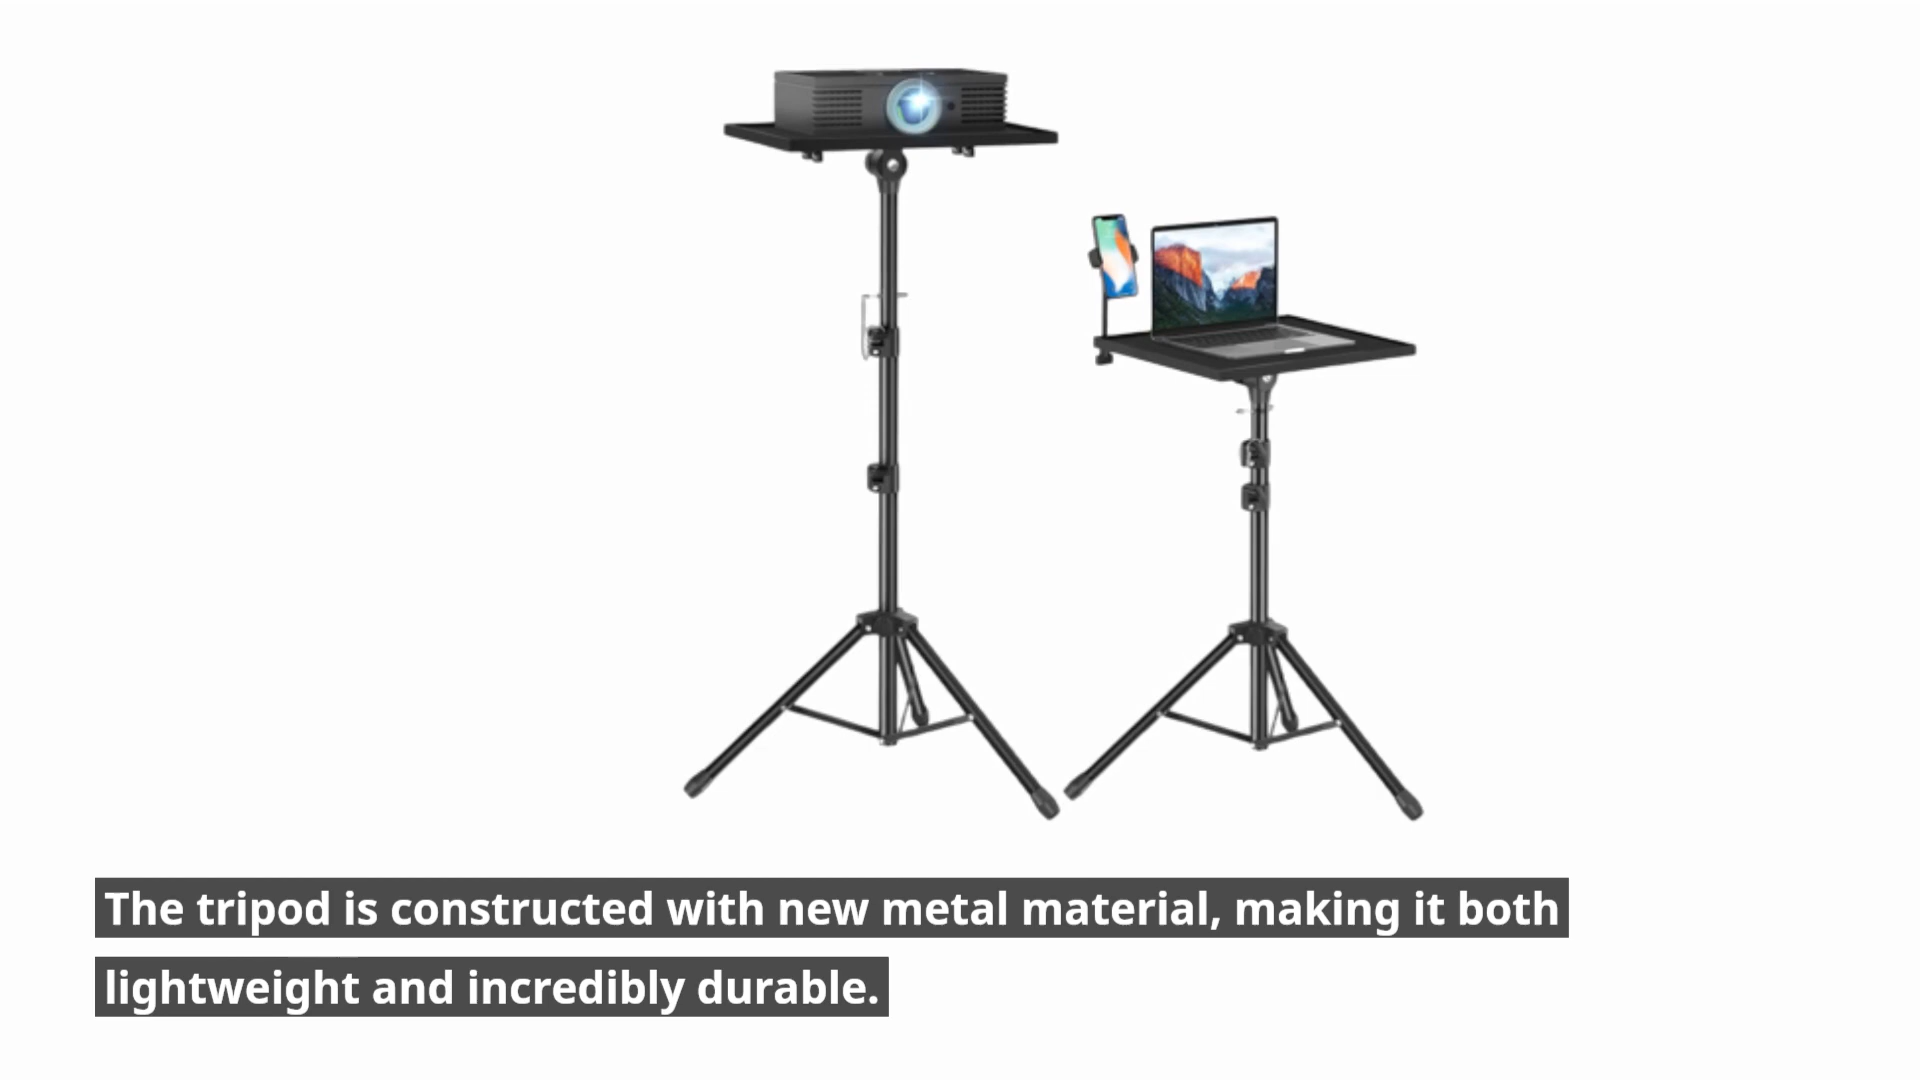 The tripod is constructed with new metal material, making it both
lightweight and incredibly durable.